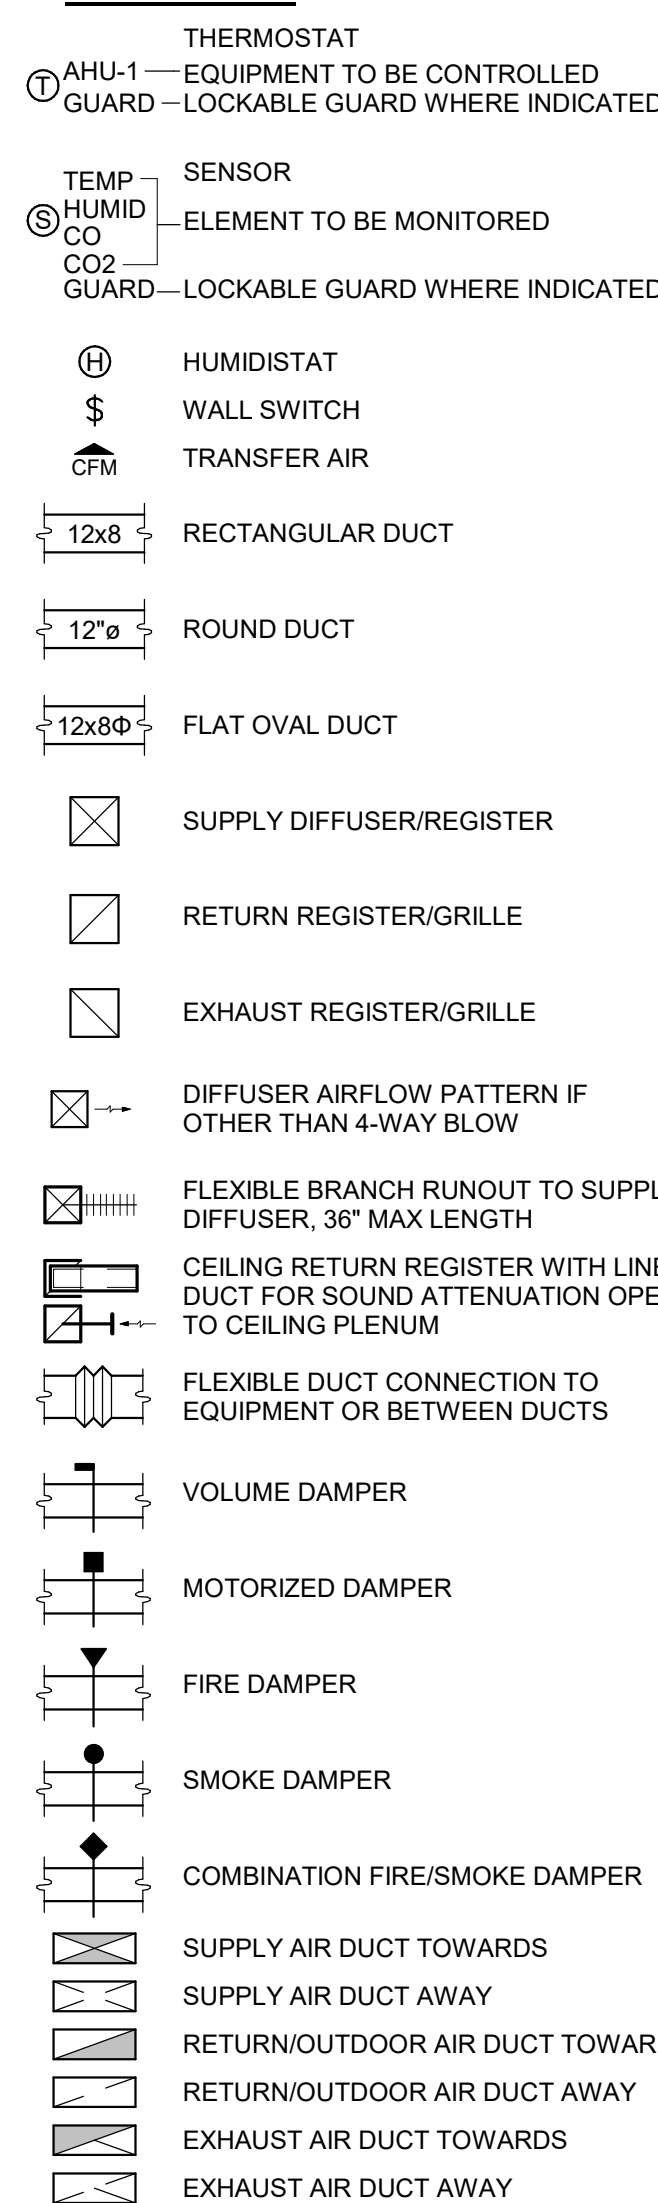 THERMOSTAT
AHU-1 EQUIPMENT TO BE CONTROLLED
T
GUARD LOCKABLE GUARD WHERE INDICATED
SENSOR
TEMP
S HUMID ELEMENT TO BE MONITORED
CO
CO2
GUARD LOCKABLE GUARD WHERE INDICATED
H HUMIDISTAT
$ WALL SWITCH
CFM TRANSFER AIR
12x8 RECTANGULAR DUCT
12"ø ROUND DUCT
12x8Φ FLAT OVAL DUCT
SUPPLY DIFFUSER/REGISTER
RETURN REGISTER/GRILLE
EXHAUST REGISTER/GRILLE
DIFFUSER AIRFLOW PATTERN IF
OTHER THAN 4-WAY BLOW
FLEXIBLE BRANCH RUNOUT TO SUPPL
DIFFUSER, 36" MAX LENGTH
CEILING RETURN REGISTER WITH LINE
DUCT FOR SOUND ATTENUATION OPE
TO CEILING PLENUM
FLEXIBLE DUCT CONNECTION TO
EQUIPMENT OR BETWEEN DUCTS
VOLUME DAMPER
MOTORIZED DAMPER
FIRE DAMPER
SMOKE DAMPER
COMBINATION FIRE/SMOKE DAMPER
SUPPLY AIR DUCT TOWARDS
SUPPLY AIR DUCT AWAY
RETURN/OUTDOOR AIR DUCT TOWAR
RETURN/OUTDOOR AIR DUCT AWAY
EXHAUST AIR DUCT TOWARDS
EXHAUST AIR DUCT AWAY